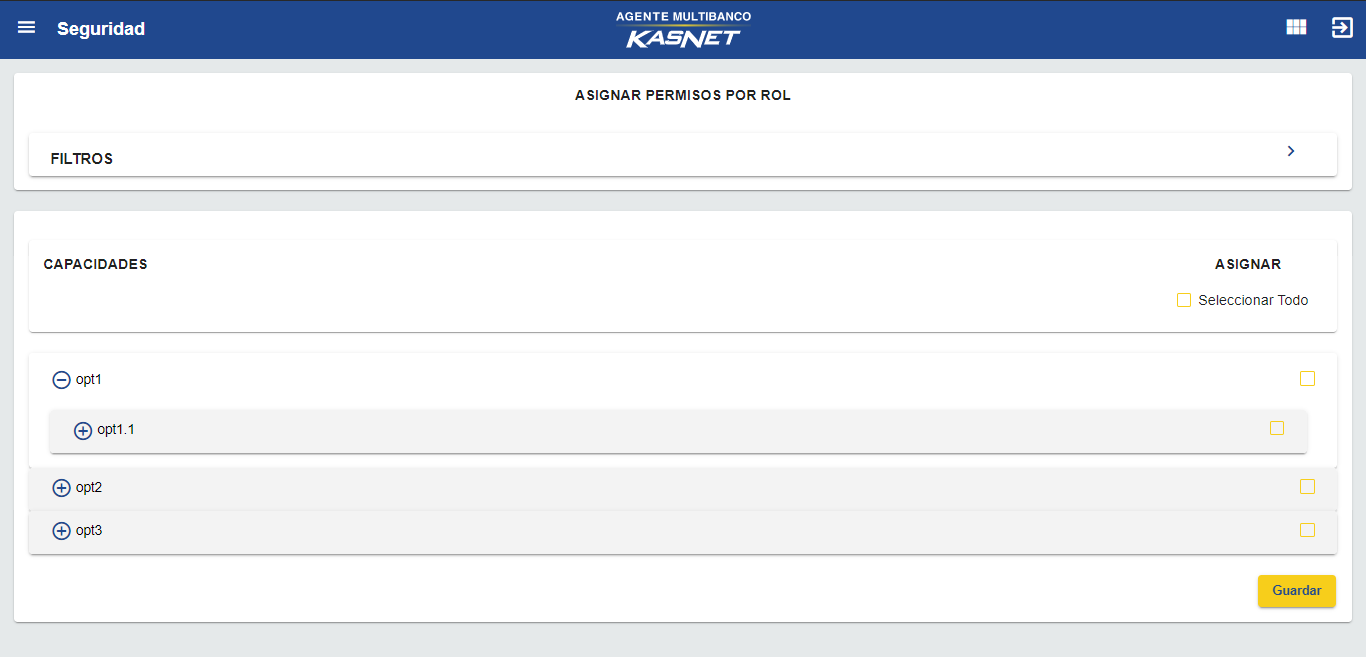 Seguridad
AGENTE MULTIBANCO
KASNET
ASIGNAR PERMISOS POR ROL
FILTROS
CAPACIDADES
ASIGNAR
Seleccionar Todo
opt1
opt1.1
opt2
opt3
Guardar